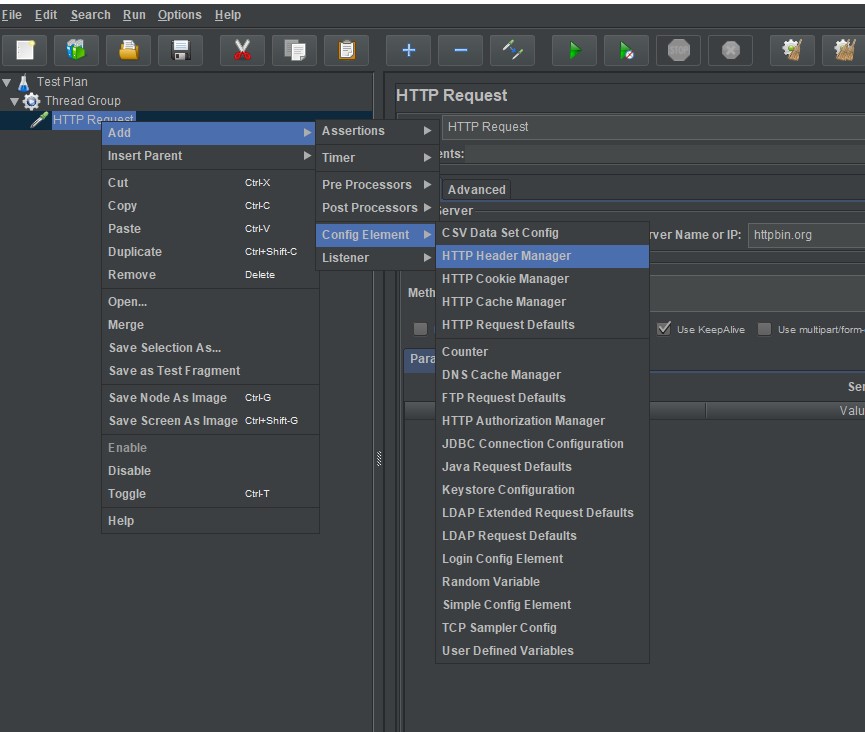 File Edit Search Run Options Help
STOP
Test Plan
Thread Group
HTTP Request
HTTP Request
HTTP Request
ents:
Advanced
Server
rver Name or IP: httpbin.org
Meth
Use KeepAlive Use multipart/form-
Para
Ser
Valu
Add
Insert Parent
Cut Ctrl-X
Copy Ctrl-C
Paste Ctrl-V
Duplicate Ctrl+Shift-C
Remove Delete
Open...
Merge
Save Selection As...
Save as Test Fragment
Save Node As Image Ctrl-G
Save Screen As Image Ctrl+Shift-G
Enable
Disable
Toggle Ctrl-T
Help
Assertions
Timer
Pre Processors
Post Processors
Config Element
Listener
CSV Data Set Config
HTTP Header Manager
HTTP Cookie Manager
HTTP Cache Manager
HTTP Request Defaults
Counter
DNS Cache Manager
FTP Request Defaults
HTTP Authorization Manager
JDBC Connection Configuration
Java Request Defaults
Keystore Configuration
LDAP Extended Request Defaults
LDAP Request Defaults
Login Config Element
Random Variable
Simple Config Element
TCP Sampler Config
User Defined Variables